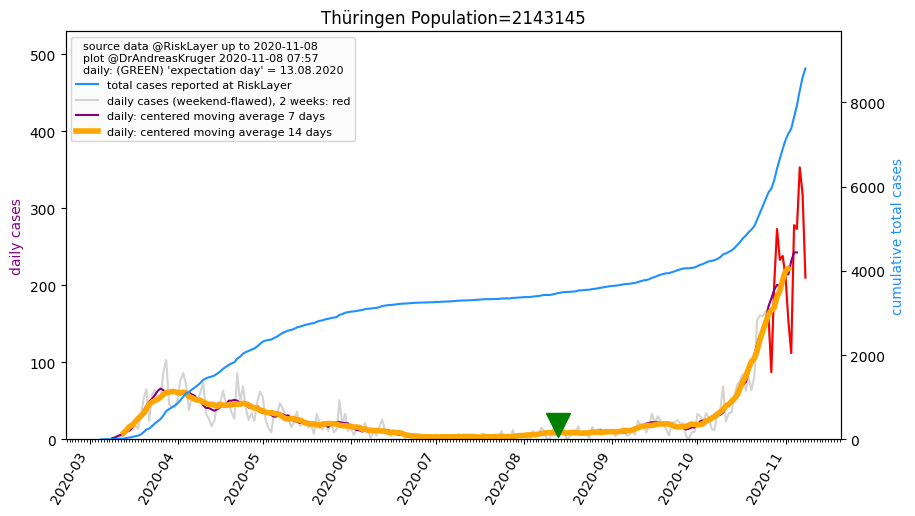 Thüringen Population=2143145
source data @RiskLayer up to 2020-11-08
plot @DrAndreasKruger 2020-11-08 07:57
daily: (GREEN) 'expectation day' = 13.08.2020
total cases reported at RiskLayer
daily cases (weekend-flawed), 2 weeks: red
daily: centered moving average 7 days
daily: centered moving average 14 days
daily cases
500
400
300
200
100
0
cumulative total cases
8000
6000
4000
2000
0
2020-03
2020-04
2020-05
2020-06
2020-07
2020-08
2020-09
2020-10
2020-11